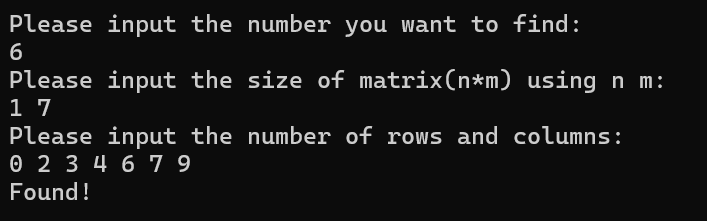 Please input the number you want to find:
6
Please input the size of matrix(n*m) using n m:
1 7
Please input the number of rows and columns:
0 2 3 4 6 7 9
Found!